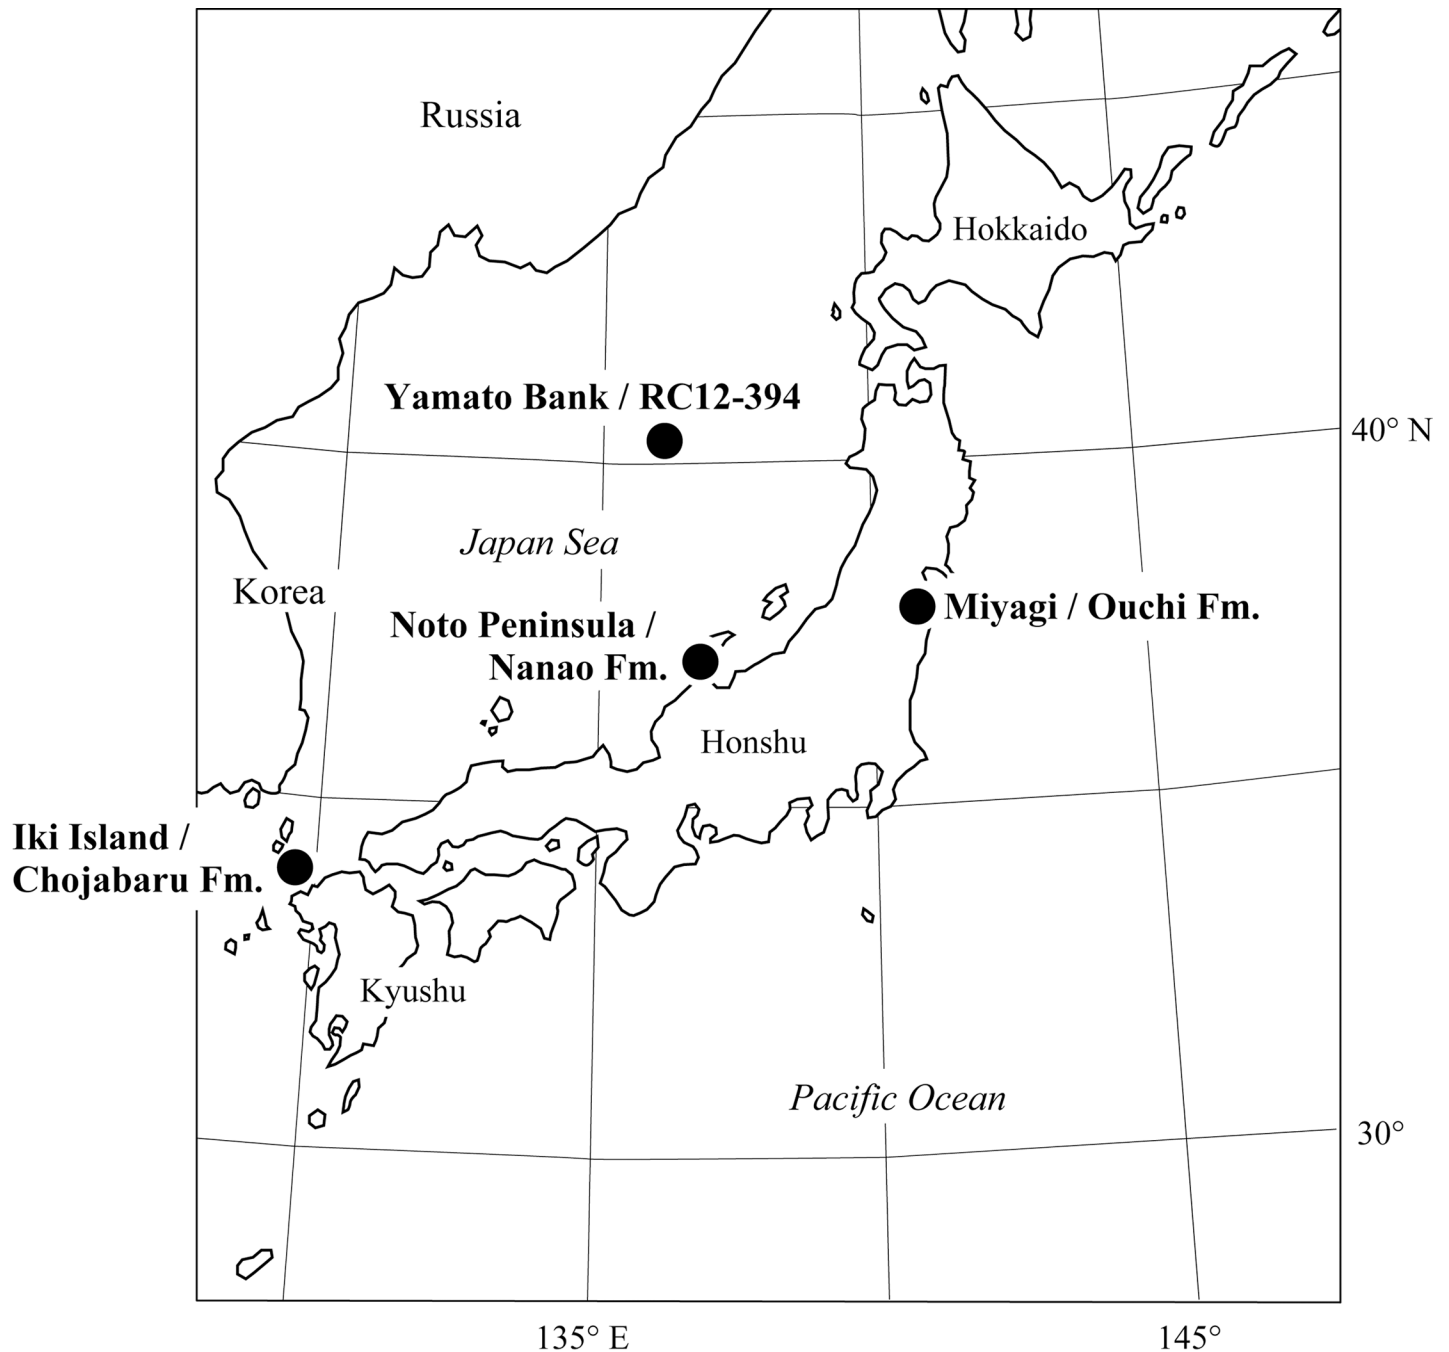 Russia
Hokkaido
Yamato Bank / RC12-394
40° N
Japan Sea
Korea
Noto Peninsula /
Nanao Fm.
Miyagi / Ouchi Fm.
Honshu
Iki Island /
Chojabaru Fm.
Kyushu
Pacific Ocean
30°
135° E
145°